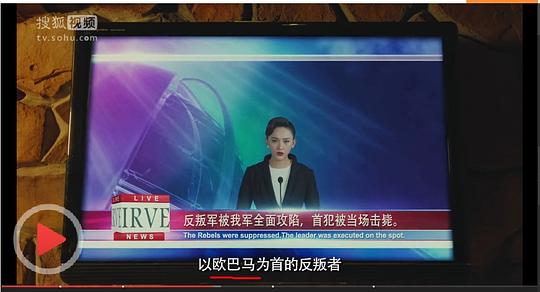 搜狐视频
tv.sohu.com
LIVE
IRVE
NEWS
反叛军被我军全面攻陷，首犯被当场击毙。
The Rebels were suppressed.The leader was executed on the spot.
以欧巴马为首的反叛者